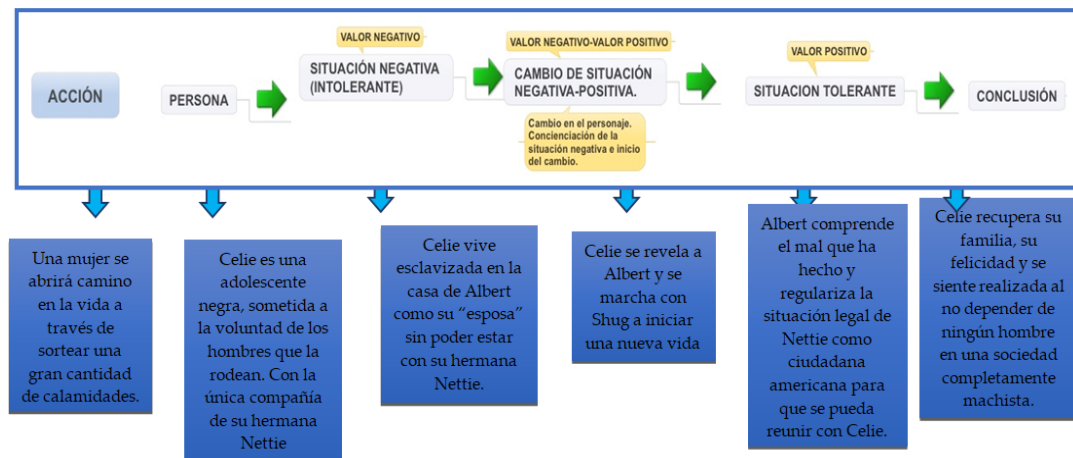 VALOR NEGATIVO
VALOR NEGATIVO-VALOR POSITIVO
VALOR POSITIVO
ACCIÓN
PERSONA
SITUACIÓN NEGATIVA
(INTOLERANTE)
CAMBIO DE SITUACIÓN
NEGATIVA-POSITIVA.
SITUACION TOLERANTE
CONCLUSIÓN
Cambio en el personaje.
Concienciación de la
situación negativa e inicio
del cambio.
Una mujer se
abrirá camino
en la vida a
través de
sortear una
gran cantidad
de calamidades.
Celie es una
adolescente
negra, sometida a
la voluntad de los
hombres que la
rodean. Con la
única compañía
de su hermana
Nettie
Celie vive
esclavizada en la
casa de Albert
como su “esposa”
sin poder estar
con su hermana
Nettie.
Celie se revela a
Albert y se
marcha con
Shug a iniciar
una nueva vida
Albert comprende
el mal que ha
hecho y
regulariza la
situación legal de
Nettie como
ciudadana
americana para
que se pueda
reunir con Celie.
Celie recupera su
familia, su
felicidad y se
siente realizada al
no depender de
ningún hombre
en una sociedad
completamente
machista.